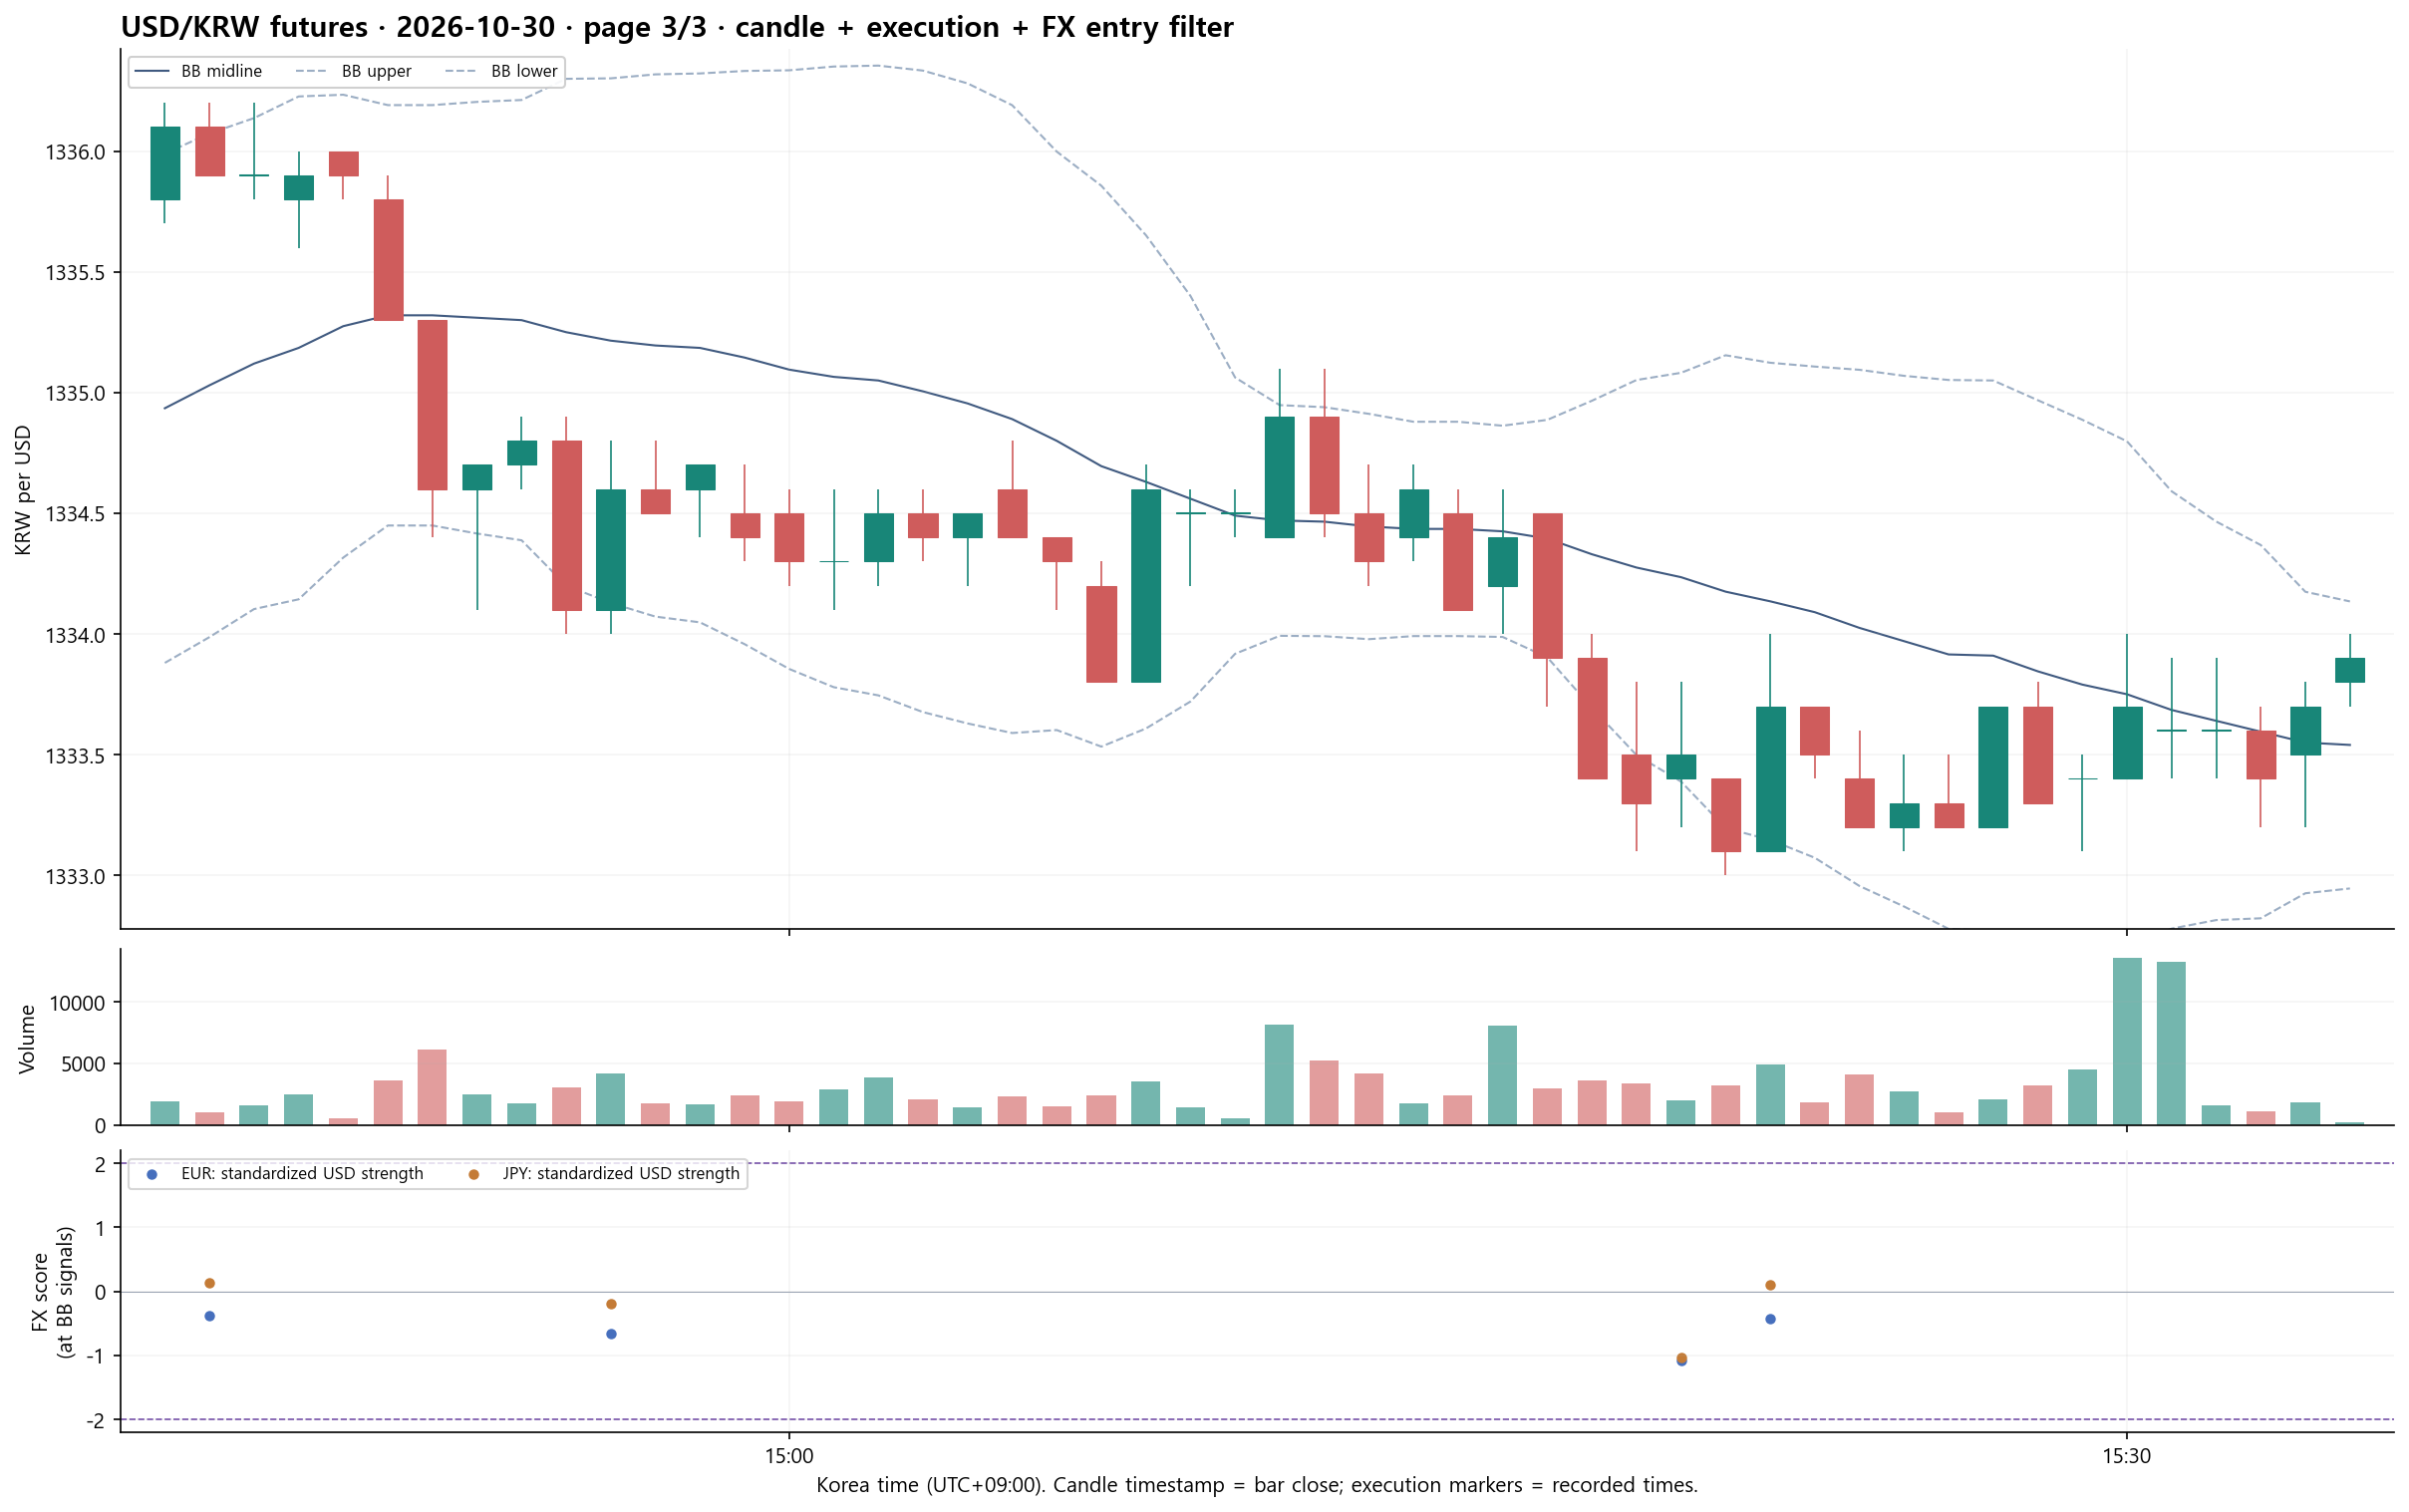 USD/KRW futures · 2026-10-30 · page 3/3 · candle + execution + FX entry filter
BB midline
BB upper
BB lower
KRW per USD
1336.0
1335.5
1335.0
1334.5
1334.0
1333.5
1333.0
Volume
10000
5000
0
EUR: standardized USD strength
JPY: standardized USD strength
FX score
(at BB signals)
2
1
0
-1
-2
15:00
15:30
Korea time (UTC+09:00). Candle timestamp = bar close; execution markers = recorded times.